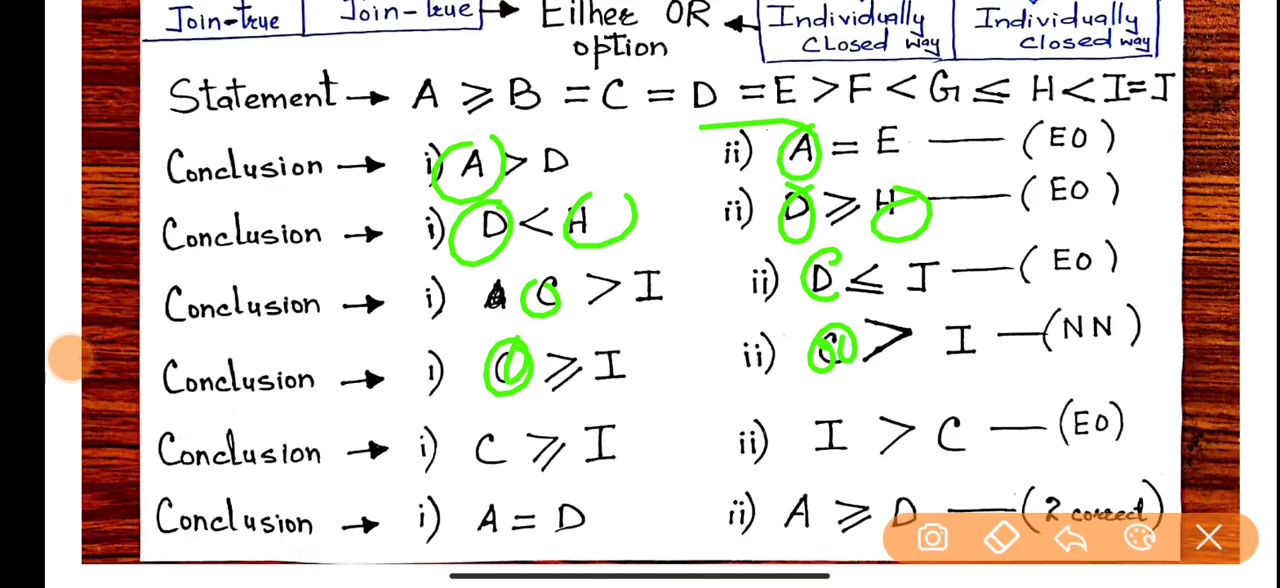 Join-true Join-true Either OR option Individually closed way Individually closed way
Statement → A ⩾ B = C = D = E > F < G ≤ H < I = J
Conclusion → i) A > D ii) A = E — (EO)
Conclusion → i) D < H ii) D ⩾ H — (EO)
Conclusion → i) C > I ii) D ≤ J — (EO)
Conclusion → i) C ⩾ I ii) C > I — (NN)
Conclusion → i) C ⩾ I ii) I > C — (EO)
Conclusion → i) A = D ii) A ⩾ D — (2 correct)